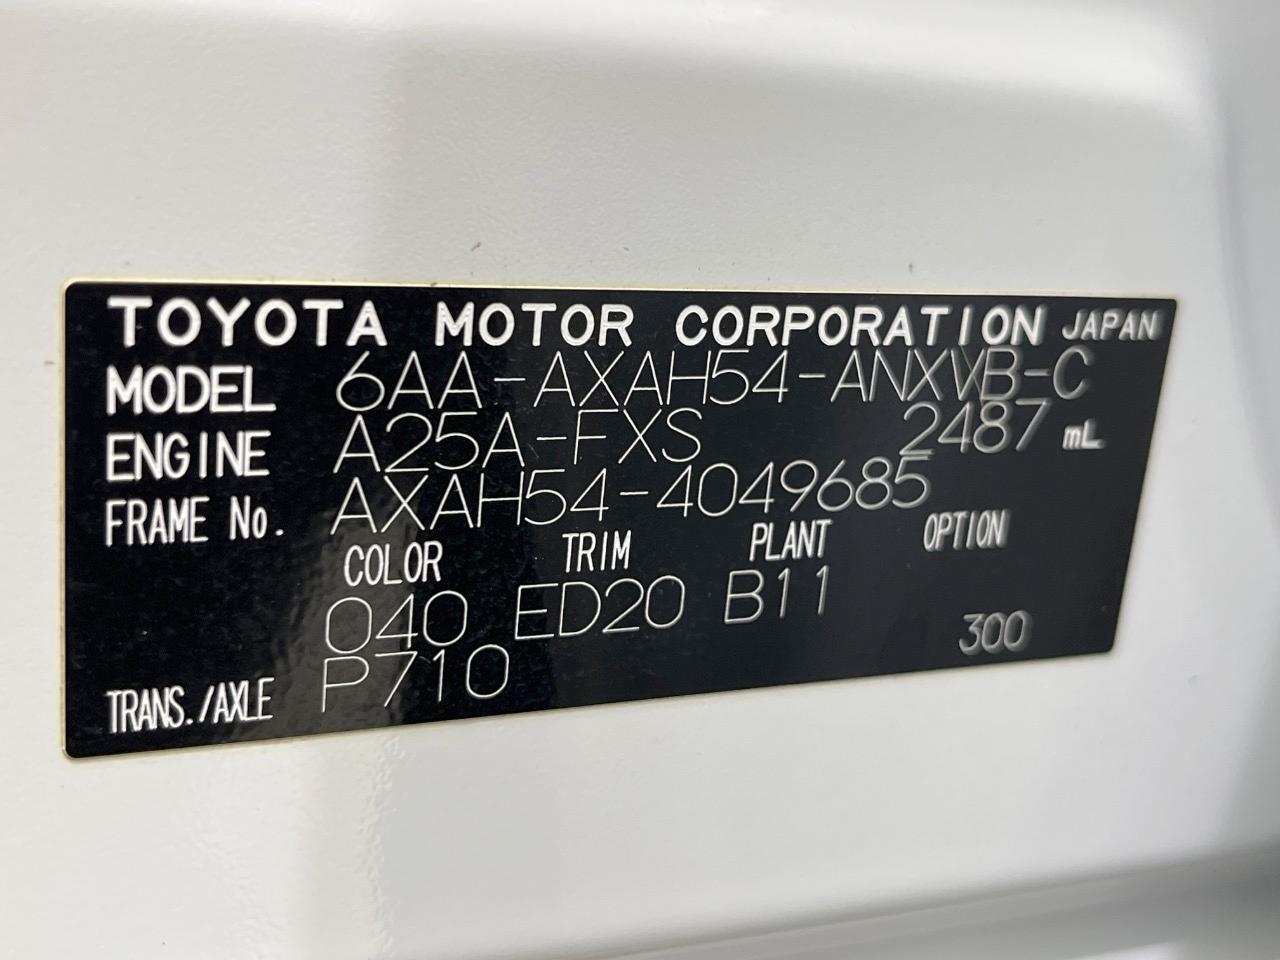 TOYOTA MOTOR CORPORATION JAPAN
MODEL 6AA-AXAH54-ANXVB-C
ENGINE A25A-FXS 2487 mL
FRAME No. AXAH54-4049685
COLOR TRIM PLANT OPTION
040 ED20 B11
300
TRANS./AXLE P710